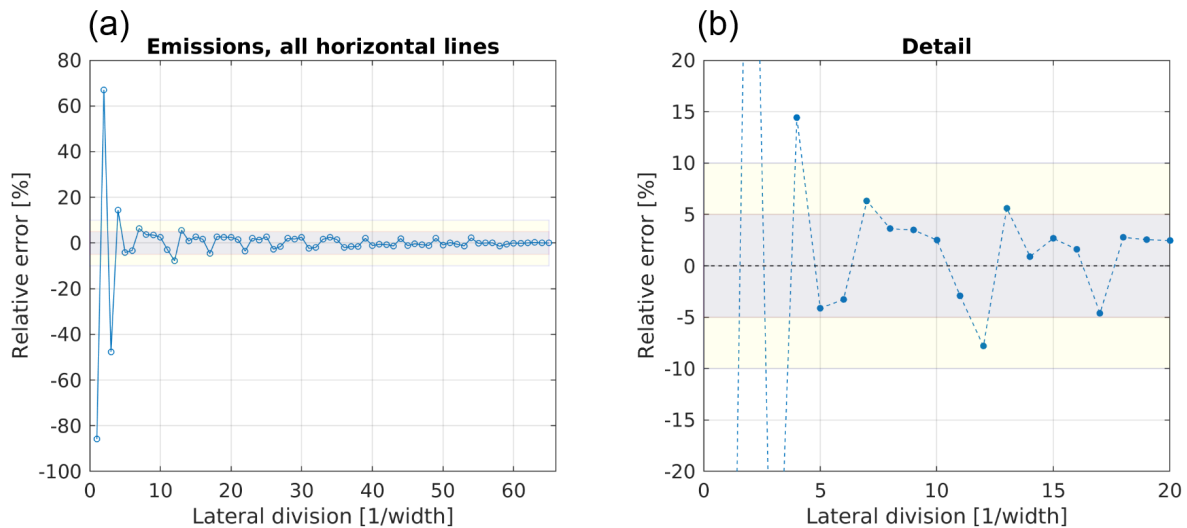 (a)
Emissions, all horizontal lines
80
60
40
20
0
-20
-40
-60
-80
-100
Relative error [%]
0 10 20 30 40 50 60
Lateral division [1/width]
(b)
Detail
20
15
10
5
0
-5
-10
-15
-20
Relative error [%]
0 5 10 15 20
Lateral division [1/width]